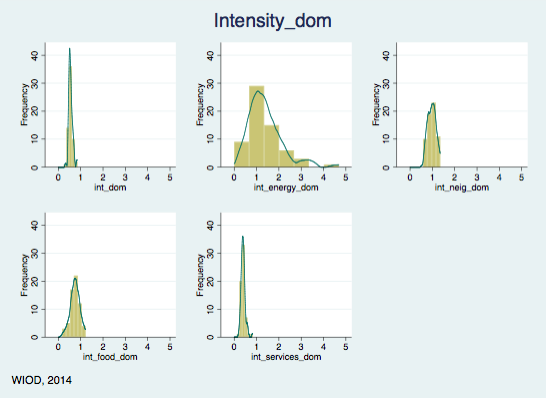 Intensity_dom
Frequency
0 10 20 30 40
0 1 2 3 4 5
int_dom
Frequency
0 10 20 30 40
0 1 2 3 4 5
int_energy_dom
Frequency
0 10 20 30 40
0 1 2 3 4 5
int_neig_dom
Frequency
0 10 20 30 40
0 1 2 3 4 5
int_food_dom
Frequency
0 10 20 30 40
0 1 2 3 4 5
int_services_dom
WIOD, 2014